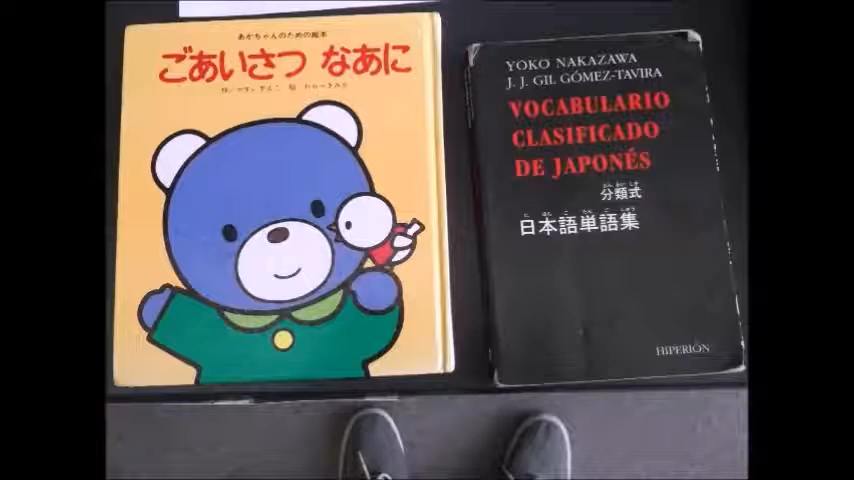 あかちゃんのための絵本
ごあいさつ なあに
YOKO NAKAZAWA
J. J. GIL GÓMEZ-TAVIRA
VOCABULARIO
CLASIFICADO
DE JAPONÉS
分類式
日本語単語集
HIPERIÓN